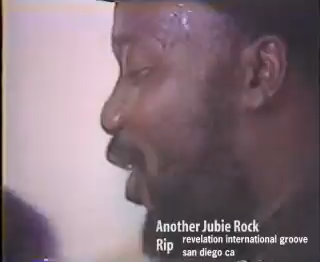 Another Jubie Rock
Rip revelation international groove
san diego ca